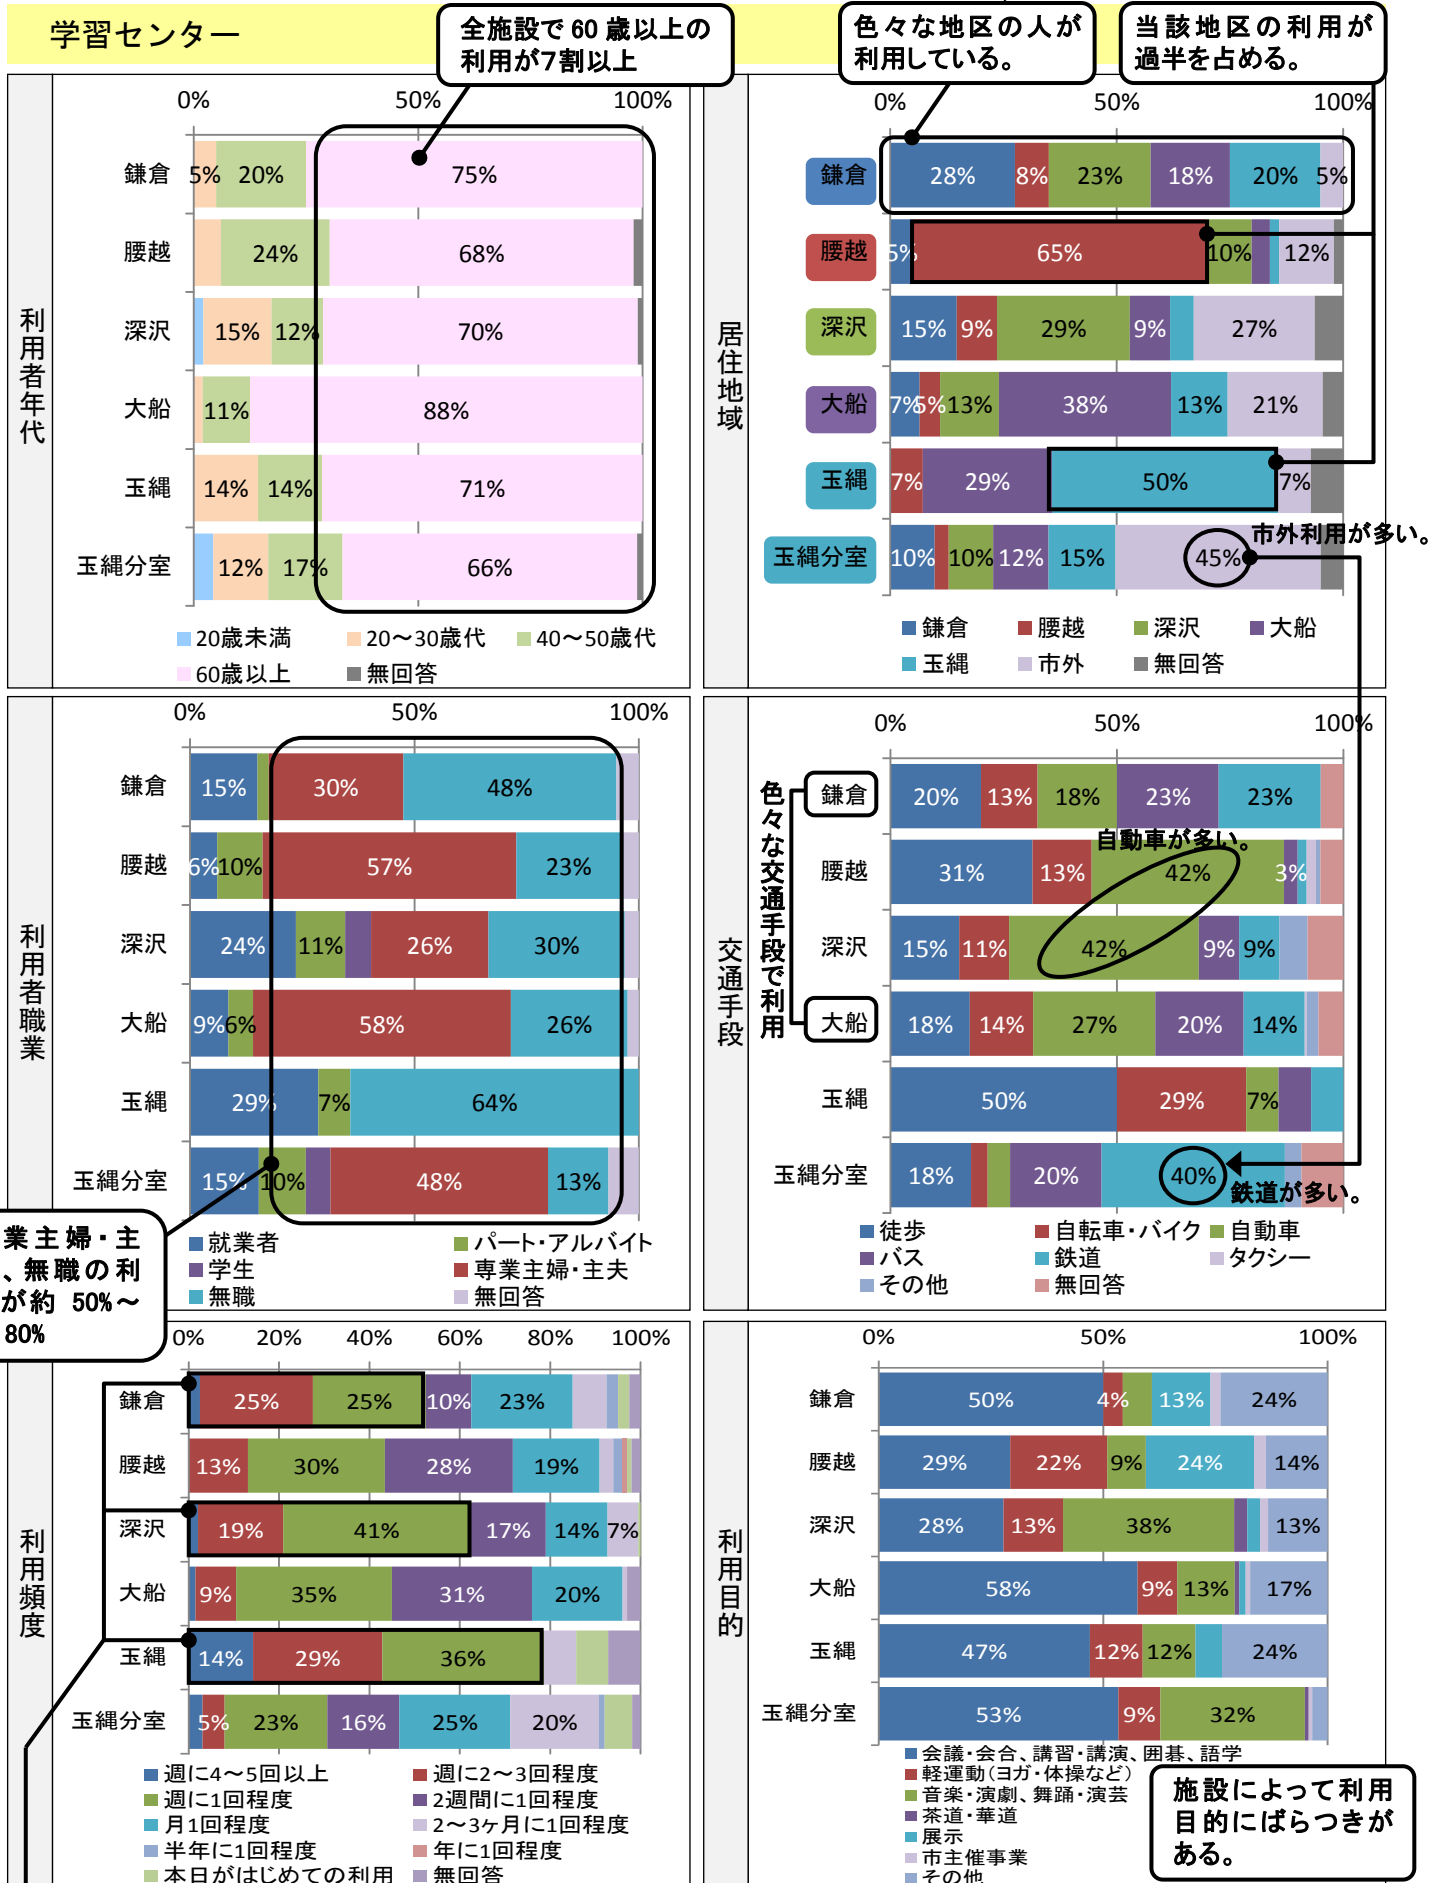 学習センター
全施設で 60 歳以上の
利用が7割以上
色々な地区の人が
利用している。
当該地区の利用が
過半を占める。
利用者年代
0% 50% 100%
鎌倉 5% 20% 75%
腰越 24% 68%
深沢 15% 12% 70%
大船 11% 88%
玉縄 14% 14% 71%
玉縄分室 12% 17% 66%
20歳未満 20～30歳代 40～50歳代
60歳以上 無回答
居住地域
0% 50% 100%
鎌倉 28% 8% 23% 18% 20% 5%
腰越 5% 65% 10% 12%
深沢 15% 9% 29% 9% 27%
大船 7% 5% 13% 38% 13% 21%
玉縄 7% 29% 50% 7%
市外利用が多い。
玉縄分室 10% 10% 12% 15% 45%
鎌倉 腰越 深沢 大船
玉縄 市外 無回答
利用者職業
0% 50% 100%
鎌倉 15% 30% 48%
腰越 6% 10% 57% 23%
深沢 24% 11% 26% 30%
大船 9% 6% 58% 26%
玉縄 29% 7% 64%
玉縄分室 15% 10% 48% 13%
業主婦・主
、無職の利
が約 50%～
80%
就業者 パート・アルバイト
学生 専業主婦・主夫
無職 無回答
交通手段
0% 50% 100%
色々な交通手段で利用
鎌倉 20% 13% 18% 23% 23%
自動車が多い。
腰越 31% 13% 42% 3%
深沢 15% 11% 42% 9% 9%
大船 18% 14% 27% 20% 14%
玉縄 50% 29% 7%
玉縄分室 18% 20% 40%
鉄道が多い。
徒歩 自転車・バイク 自動車
バス 鉄道 タクシー
その他 無回答
利用頻度
0% 20% 40% 60% 80% 100%
鎌倉 25% 25% 10% 23%
腰越 13% 30% 28% 19%
深沢 19% 41% 17% 14% 7%
大船 9% 35% 31% 20%
玉縄 14% 29% 36%
玉縄分室 5% 23% 16% 25% 20%
週に4～5回以上 週に2～3回程度
週に1回程度 2週間に1回程度
月1回程度 2～3ヶ月に1回程度
半年に1回程度 年に1回程度
本日がはじめての利用 無回答
利用目的
0% 50% 100%
鎌倉 50% 4% 13% 24%
腰越 29% 22% 9% 24% 14%
深沢 28% 13% 38% 13%
大船 58% 9% 13% 17%
玉縄 47% 12% 12% 24%
玉縄分室 53% 9% 32%
会議・会合、講習・講演、囲碁、語学
軽運動（ヨガ・体操など）
音楽・演劇、舞踊・演芸
茶道・華道
展示
市主催事業
その他
施設によって利用
目的にばらつきが
ある。